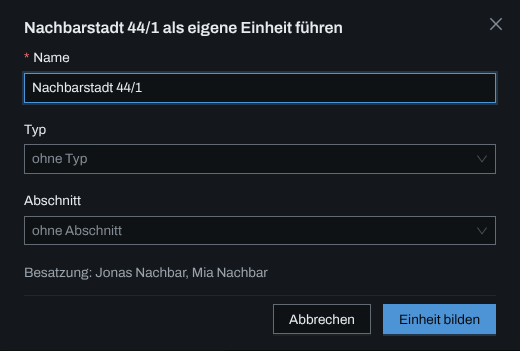 Nachbarstadt 44/1 als eigene Einheit führen
* Name
Nachbarstadt 44/1
Typ
ohne Typ
Abschnitt
ohne Abschnitt
Besatzung: Jonas Nachbar, Mia Nachbar
Abbrechen
Einheit bilden